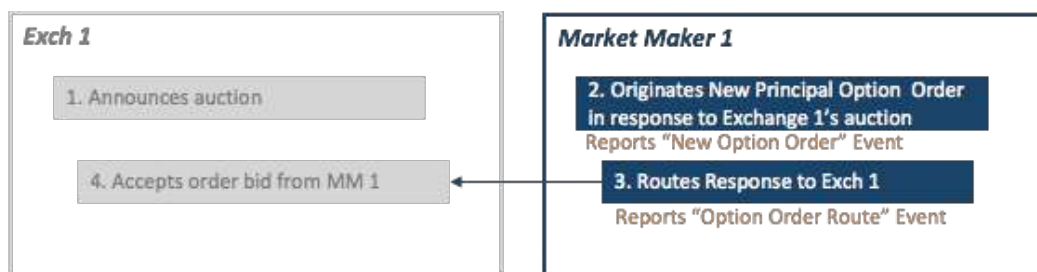 Exch 1
1. Announces auction
4. Accepts order bid from MM 1
Market Maker 1
2. Originates New Principal Option Order
in response to Exchange 1's auction
Reports "New Option Order" Event
3. Routes Response to Exch 1
Reports "Option Order Route" Event